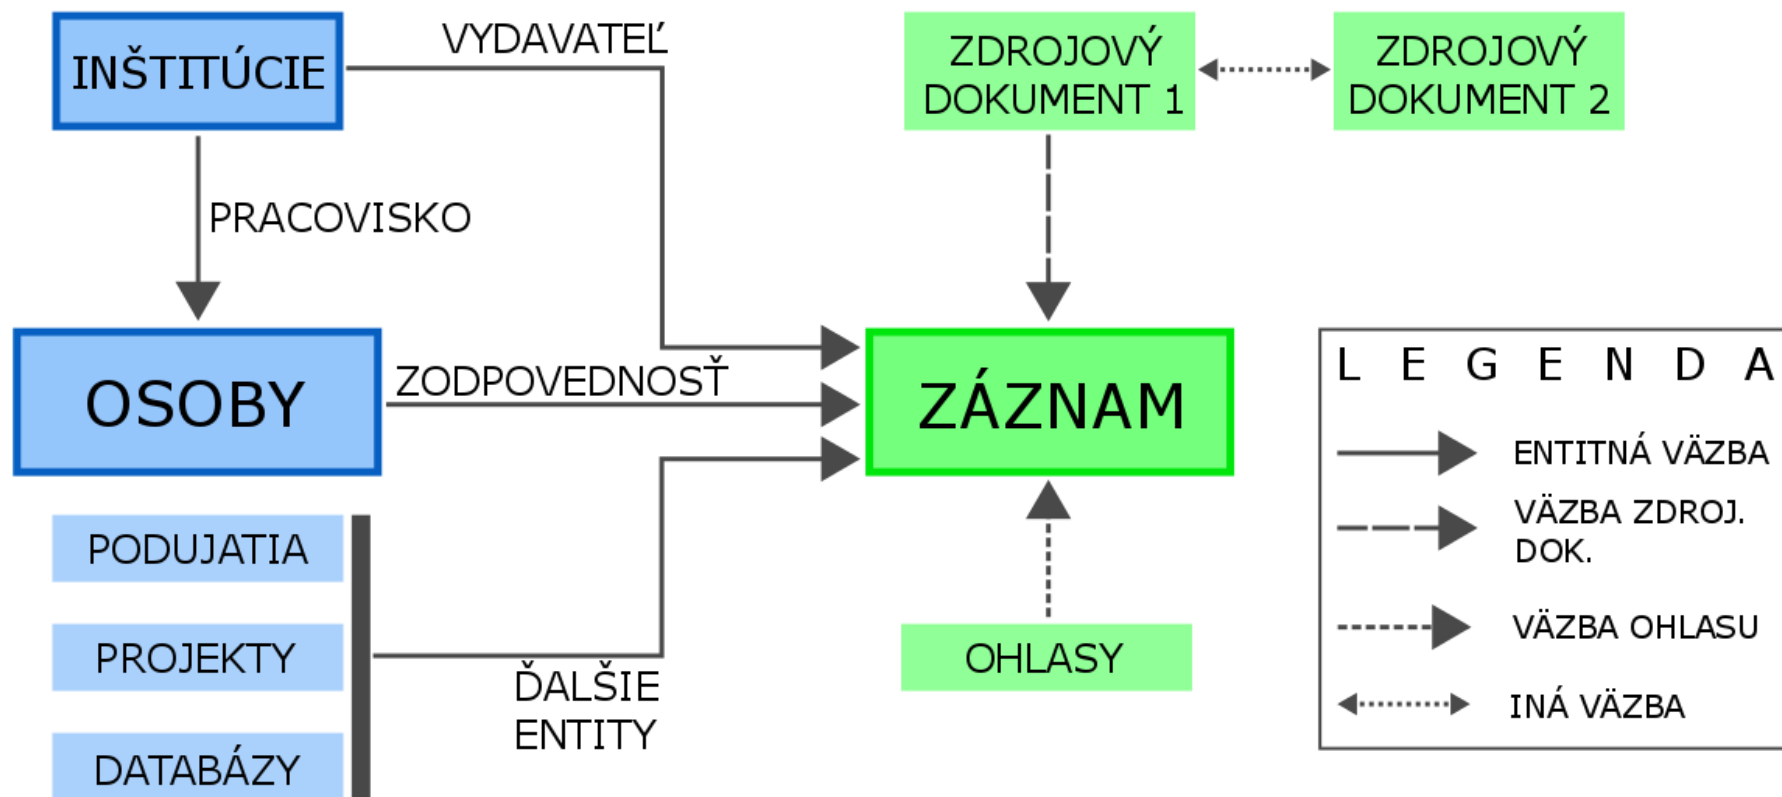 INŠTITÚCIE
VYDAVATEĽ
ZDROJOVÝ
DOKUMENT 1
ZDROJOVÝ
DOKUMENT 2
PRACOVISKO
OSOBY
ZODPOVEDNOSŤ
ZÁZNAM
PODUJATIA
PROJEKTY
DATABÁZY
ĎALŠIE
ENTITY
OHLASY
L E G E N D A
ENTITNÁ VÄZBA
VÄZBA ZDROJ.
DOK.
VÄZBA OHLASU
INÁ VÄZBA